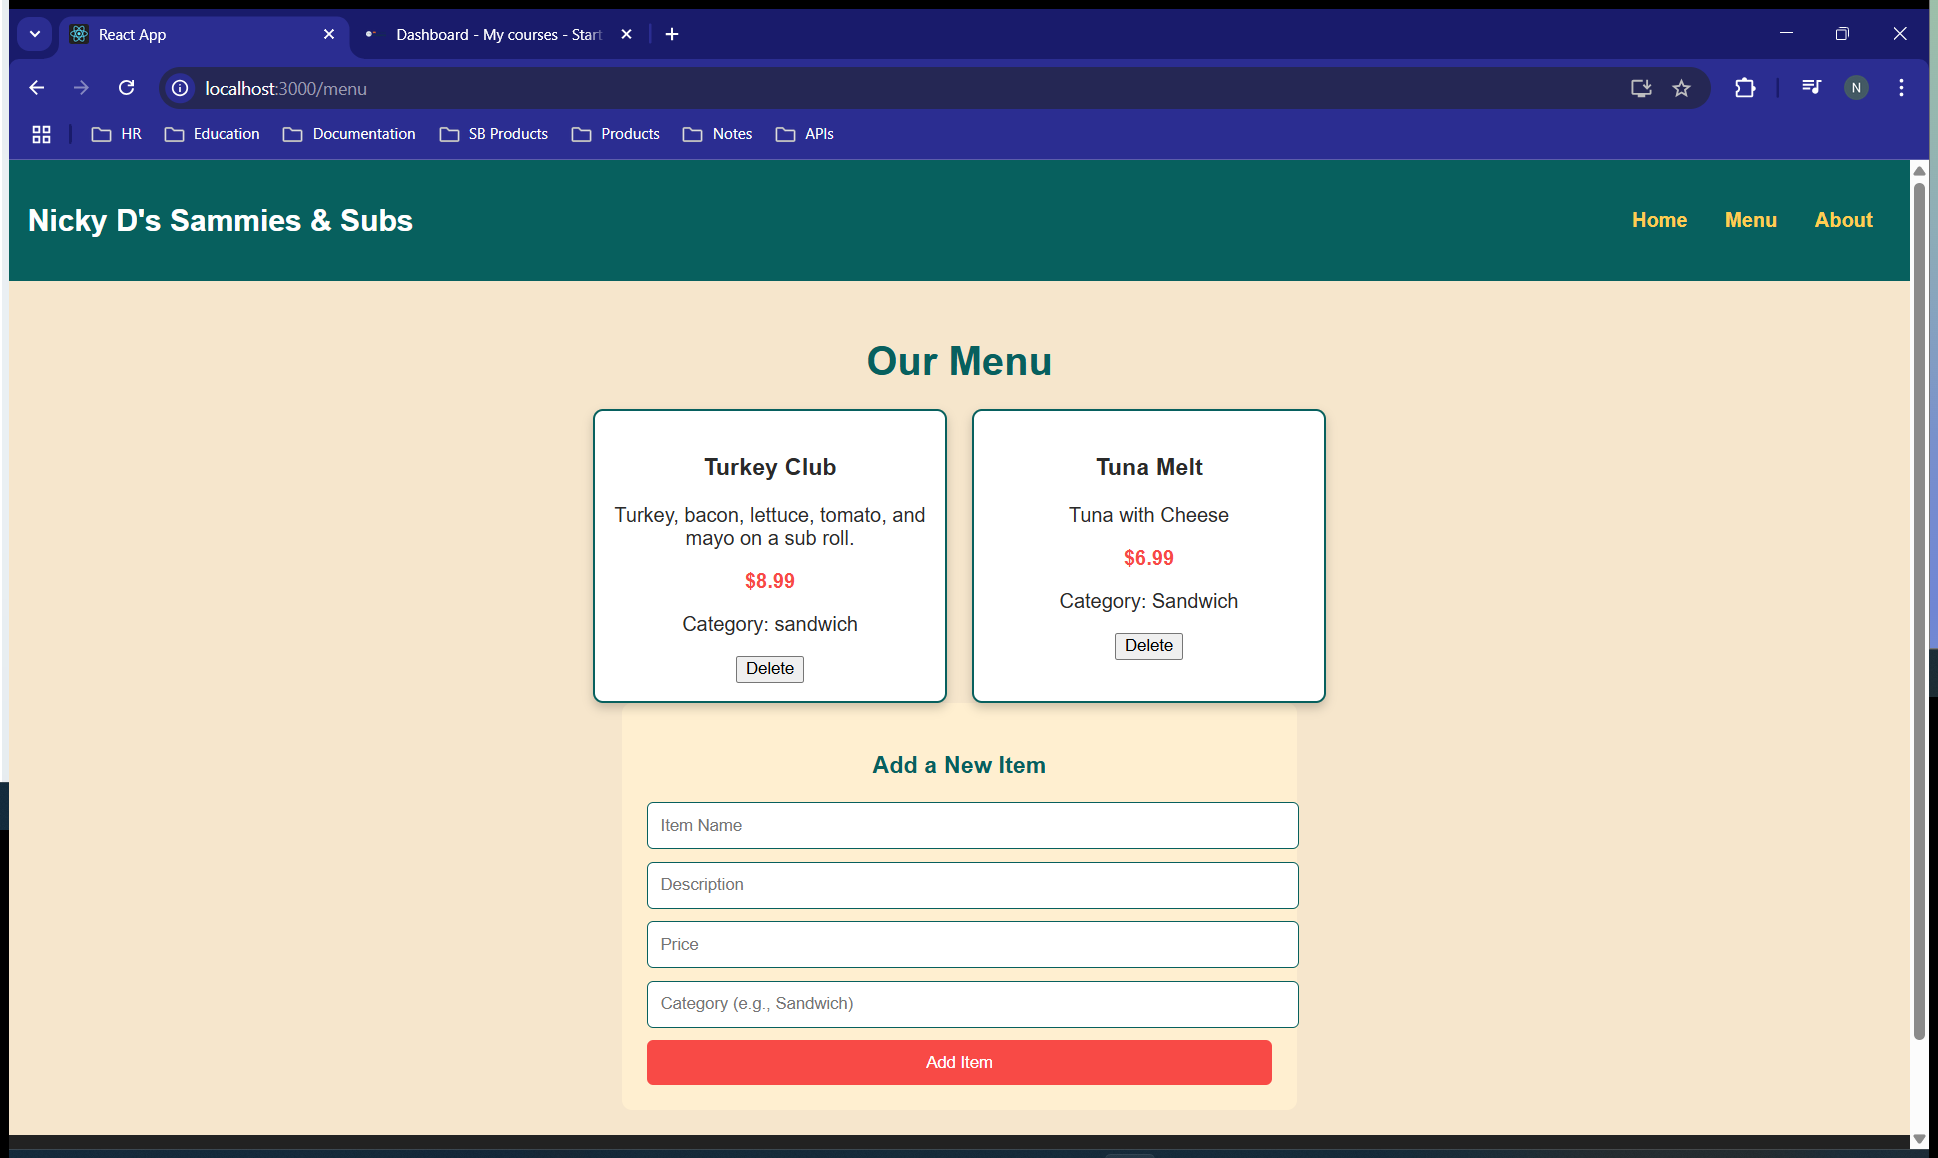 React App
Dashboard - My courses - Start
localhost:3000/menu
N
HR
Education
Documentation
SB Products
Products
Notes
APIs
Nicky D's Sammies & Subs
Home
Menu
About
Our Menu
Turkey Club
Turkey, bacon, lettuce, tomato, and
mayo on a sub roll.
$8.99
Category: sandwich
Delete
Tuna Melt
Tuna with Cheese
$6.99
Category: Sandwich
Delete
Add a New Item
Item Name
Description
Price
Category (e.g., Sandwich)
Add Item